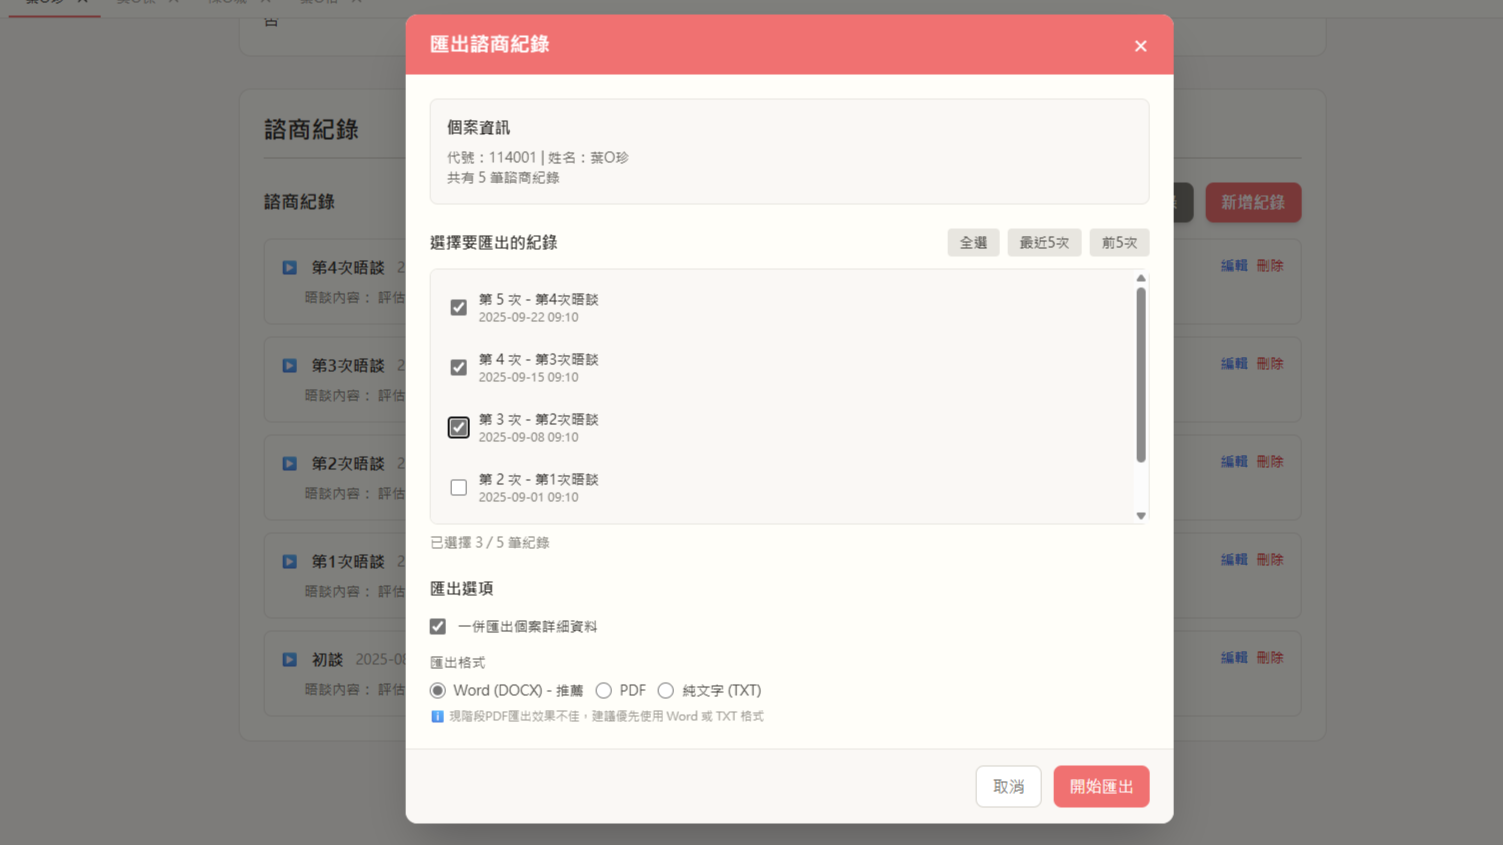 匯出諮商紀錄
個案資訊
代號：114001 | 姓名：葉O珍
共有 5 筆諮商紀錄
選擇要匯出的紀錄
全選 最近5次 前5次
第 5 次 - 第4次晤談
2025-09-22 09:10
第 4 次 - 第3次晤談
2025-09-15 09:10
第 3 次 - 第2次晤談
2025-09-08 09:10
第 2 次 - 第1次晤談
2025-09-01 09:10
已選擇 3 / 5 筆紀錄
匯出選項
一併匯出個案詳細資料
匯出格式
Word (DOCX) - 推薦 PDF 純文字 (TXT)
現階段PDF匯出效果不佳，建議優先使用 Word 或 TXT 格式
取消 開始匯出
諮商紀錄
諮商紀錄 新增紀錄
第4次晤談 2 編輯 刪除
晤談內容： 評估
第3次晤談 2 編輯 刪除
晤談內容： 評估
第2次晤談 2 編輯 刪除
晤談內容： 評估
第1次晤談 2 編輯 刪除
晤談內容： 評估
初談 2025-08 編輯 刪除
晤談內容： 評估